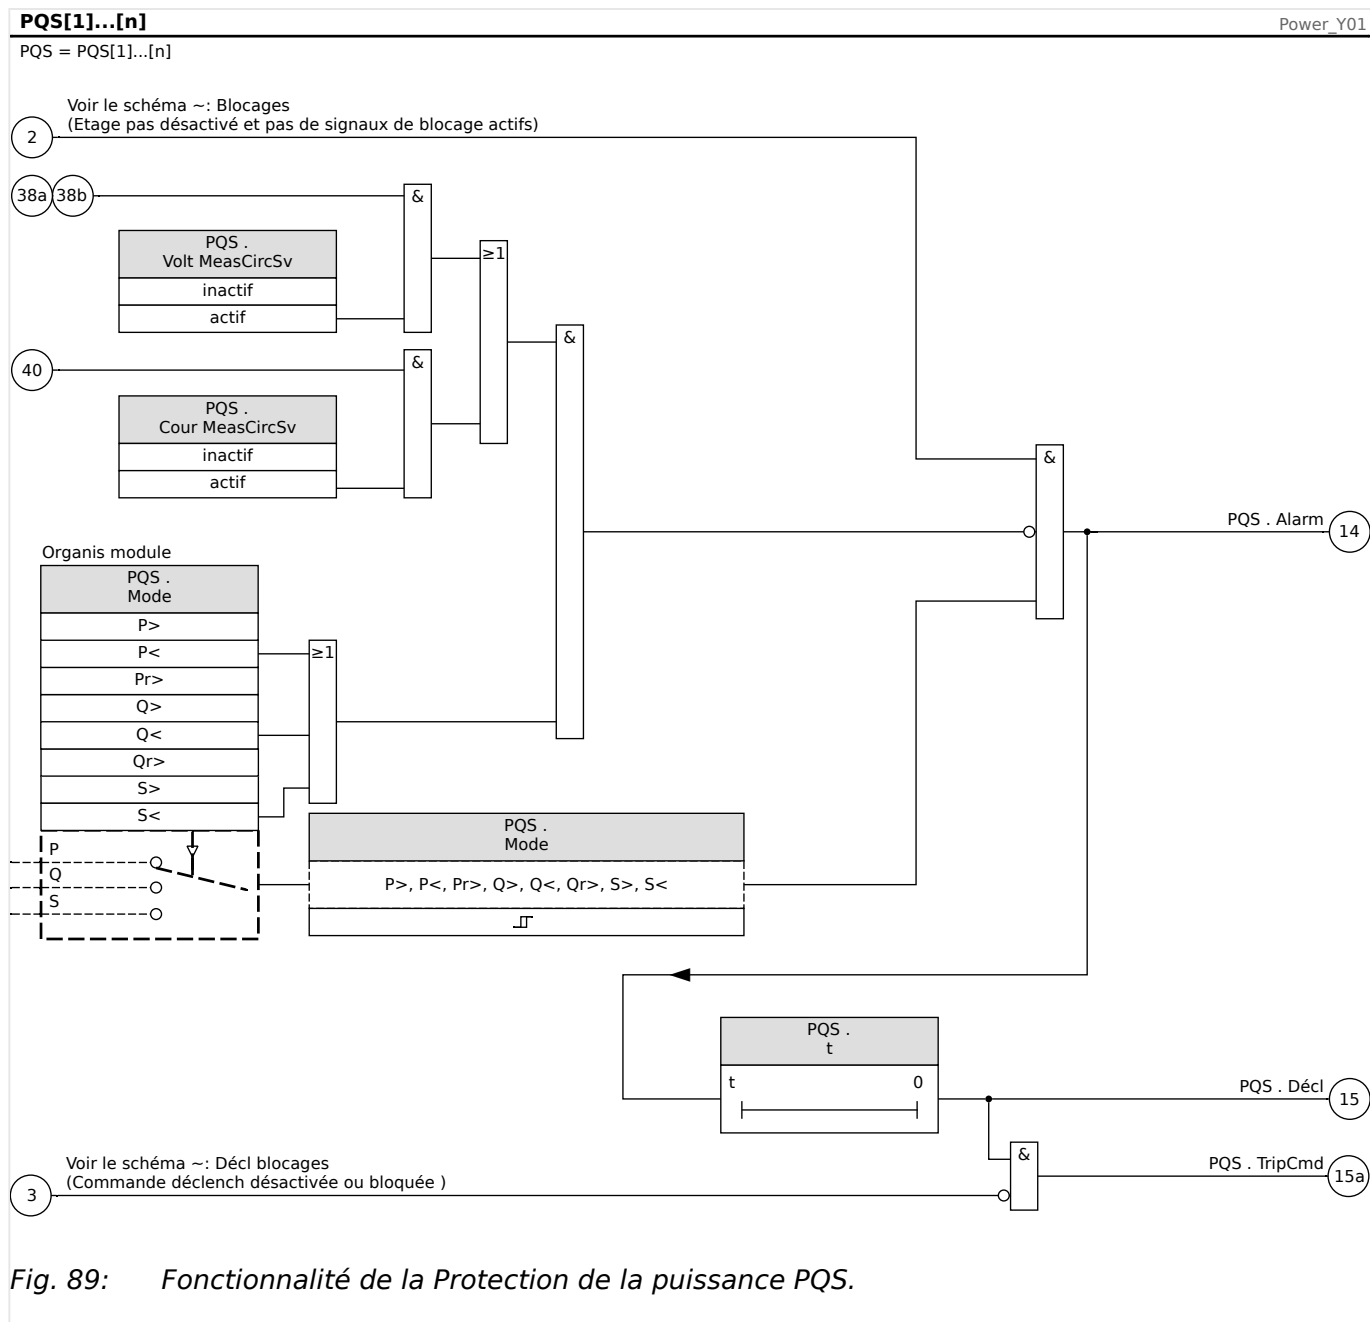 PQS[1]...[n]
Power_Y01
PQS = PQS[1]...[n]
Voir le schéma ~: Blocages
(Etage pas désactivé et pas de signaux de blocage actifs)
2
38a
38b
&
PQS .
Volt MeasCircSv
inactif
actif
≥1
&
40
&
PQS .
Cour MeasCircSv
inactif
actif
&
PQS . Alarm
14
Organis module
PQS .
Mode
P>
P<
Pr>
Q>
Q<
Qr>
S>
S<
≥1
P
Q
S
PQS .
Mode
P>, P<, Pr>, Q>, Q<, Qr>, S>, S<
PQS .
t
t
0
PQS . Décl
15
Voir le schéma ~: Décl blocages
(Commande déclench désactivée ou bloquée )
3
&
PQS . TripCmd
15a
Fig. 89: Fonctionnalité de la Protection de la puissance PQS.